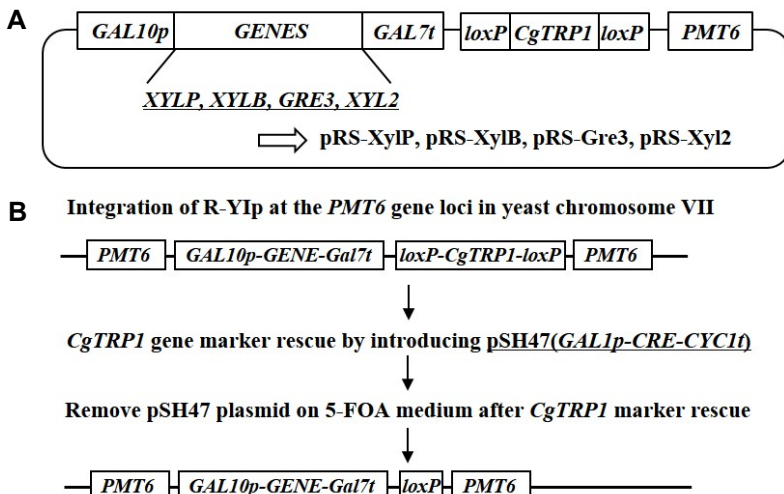 A
GAL10p GENES GAL7t loxP CgTRP1 loxP PMT6
XYLP, XYLB, GRE3, XYL2
pRS-XylP, pRS-XylB, pRS-Gre3, pRS-Xyl2
B
Integration of R-YIp at the PMT6 gene loci in yeast chromosome VII
PMT6 GAL10p-GENE-Gal7t loxP-CgTRP1-loxP PMT6
CgTRP1 gene marker rescue by introducing pSH47(GAL1p-CRE-CYC1t)
Remove pSH47 plasmid on 5-FOA medium after CgTRP1 marker rescue
PMT6 GAL10p-GENE-Gal7t loxP PMT6